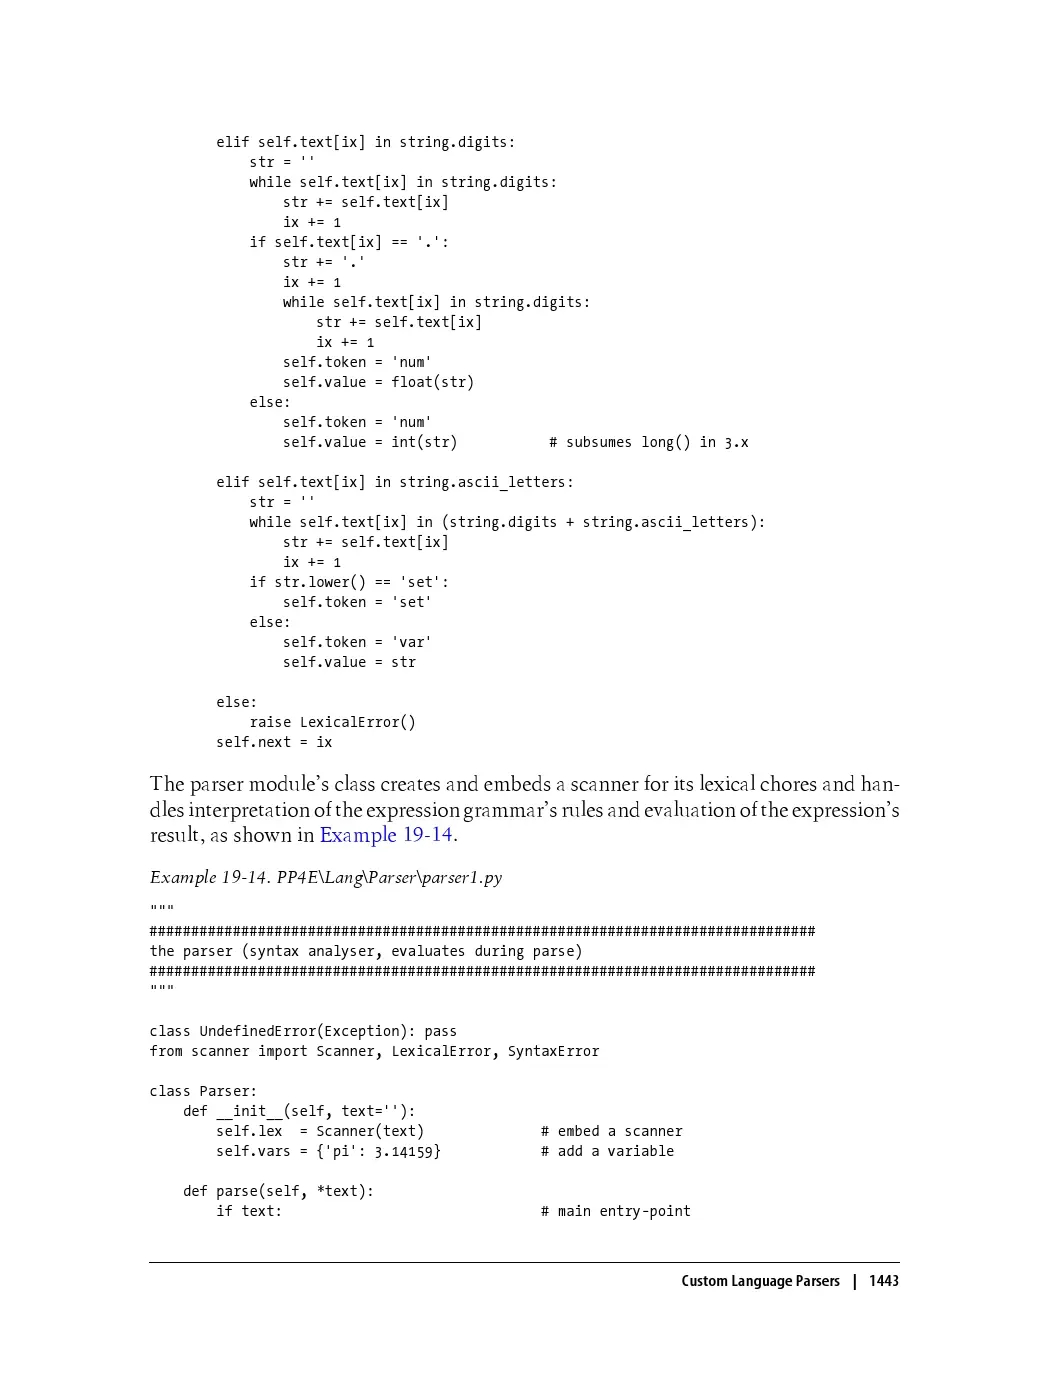 elif self.text[ix] in string.digits:
            str = ''
            while self.text[ix] in string.digits:
                str += self.text[ix]
                ix += 1
            if self.text[ix] == '.':
                str += '.'
                ix += 1
                while self.text[ix] in string.digits:
                    str += self.text[ix]
                    ix += 1
                self.token = 'num'
                self.value = float(str)
            else:
                self.token = 'num'
                self.value = int(str)           # subsumes long() in 3.x

        elif self.text[ix] in string.ascii_letters:
            str = ''
            while self.text[ix] in (string.digits + string.ascii_letters):
                str += self.text[ix]
                ix += 1
            if str.lower() == 'set':
                self.token = 'set'
            else:
                self.token = 'var'
                self.value = str

        else:
            raise LexicalError()
        self.next = ix

The parser module's class creates and embeds a scanner for its lexical chores and han-
dles interpretation of the expression grammar's rules and evaluation of the expression's
result, as shown in Example 19-14.

Example 19-14. PP4E\Lang\Parser\parser1.py

"""
################################################################################
the parser (syntax analyser, evaluates during parse)
################################################################################
"""

class UndefinedError(Exception): pass
from scanner import Scanner, LexicalError, SyntaxError

class Parser:
    def __init__(self, text=''):
        self.lex  = Scanner(text)              # embed a scanner
        self.vars = {'pi': 3.14159}            # add a variable

    def parse(self, *text):
        if text:                               # main entry-point

Custom Language Parsers | 1443